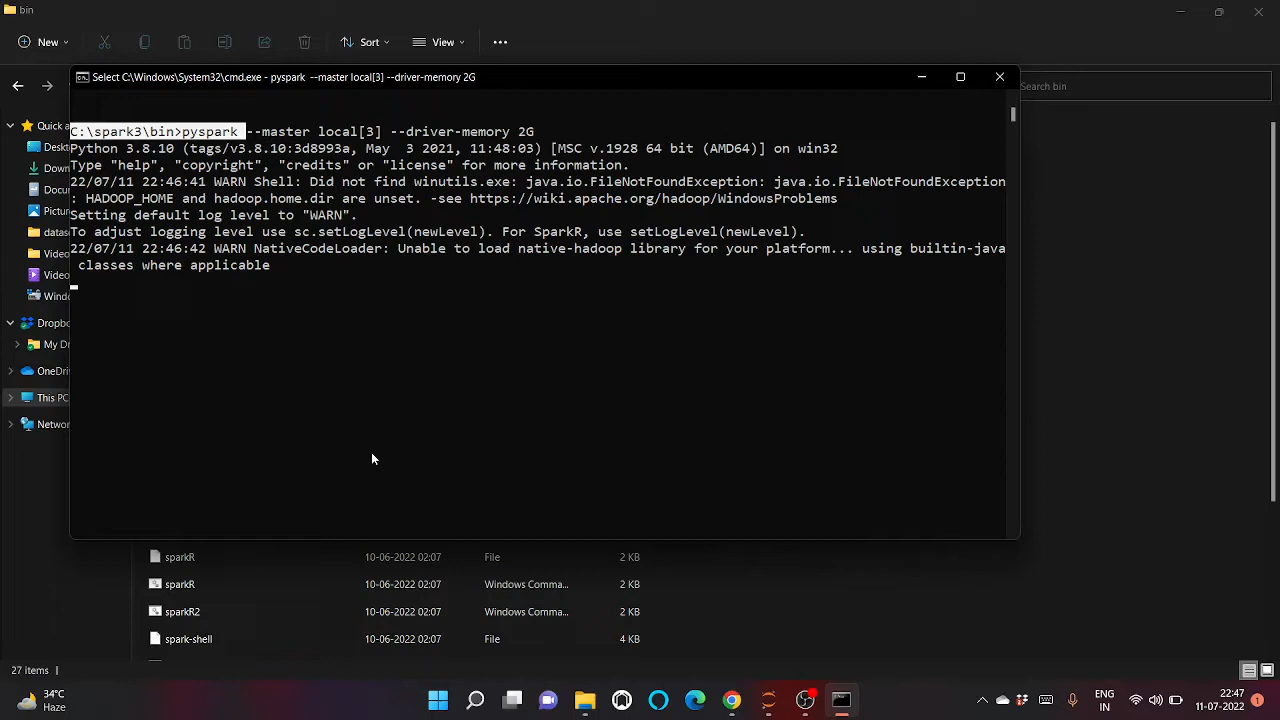 bin
New
Sort
View
Select C:\Windows\System32\cmd.exe - pyspark --master local[3] --driver-memory 2G
Search bin
C:\spark3\bin>pyspark --master local[3] --driver-memory 2G
Python 3.8.10 (tags/v3.8.10:3d8993a, May  3 2021, 11:48:03) [MSC v.1928 64 bit (AMD64)] on win32
Type "help", "copyright", "credits" or "license" for more information.
22/07/11 22:46:41 WARN Shell: Did not find winutils.exe: java.io.FileNotFoundException: java.io.FileNotFoundException
: HADOOP_HOME and hadoop.home.dir are unset. -see https://wiki.apache.org/hadoop/WindowsProblems
Setting default log level to "WARN".
To adjust logging level use sc.setLogLevel(newLevel). For SparkR, use setLogLevel(newLevel).
22/07/11 22:46:42 WARN NativeCodeLoader: Unable to load native-hadoop library for your platform... using builtin-java
classes where applicable
Quick a
Deskt
Down
Docu
Pictur
datas
Video
Video
Windo
Dropbo
My D
OneDri
This PC
Networ
sparkR 10-06-2022 02:07 File 2 KB
sparkR 10-06-2022 02:07 Windows Comma... 2 KB
sparkR2 10-06-2022 02:07 Windows Comma... 2 KB
spark-shell 10-06-2022 02:07 File 4 KB
27 items
34°C
Haze
ENG
IN
22:47
11-07-2022
1